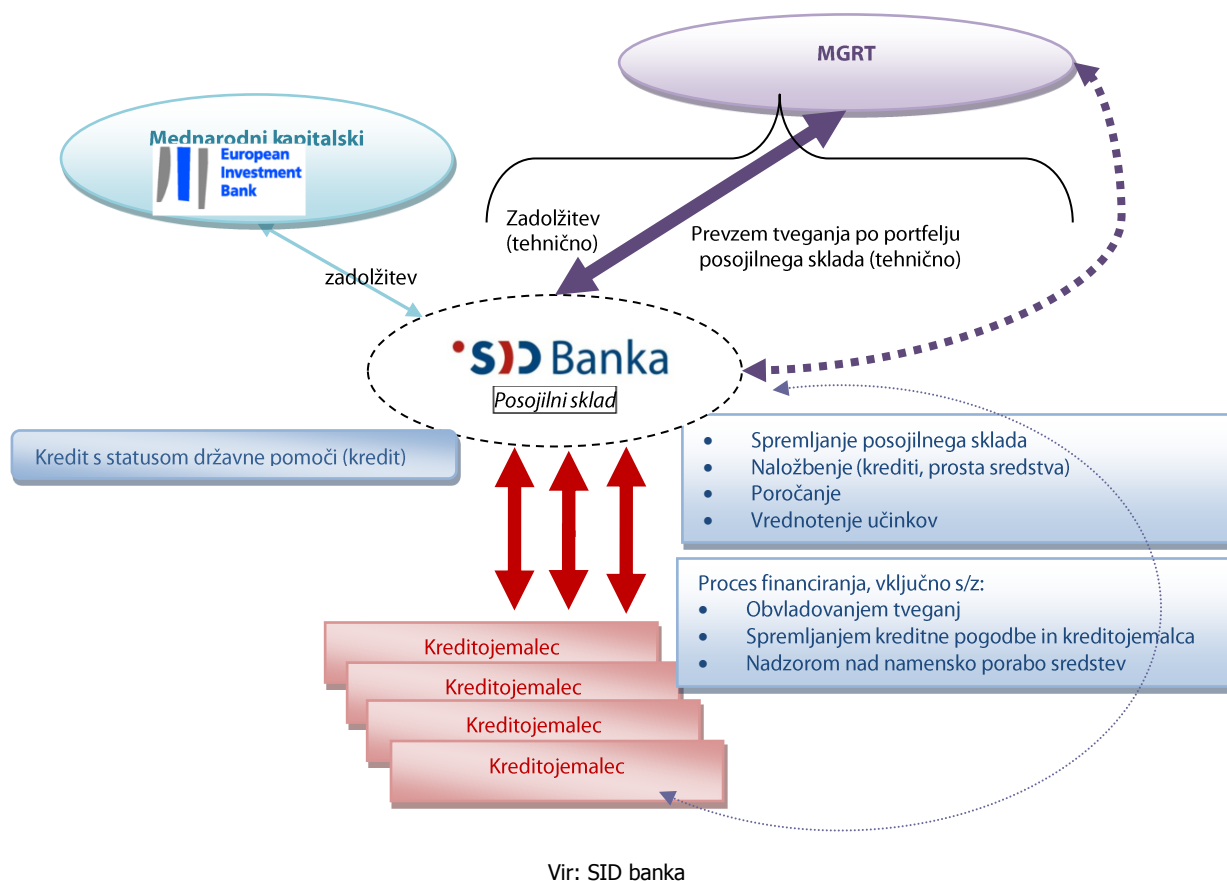 MGRT
Mednarodni kapitalski
European
Investment
Bank
Zadolžitev
(tehnično)
Prevzem tveganja po portfelju
posojilnega sklada (tehnično)
zadolžitev
SID Banka
Posojilni sklad
Kredit s statusom državne pomoči (kredit)
• Spremljanje posojilnega sklada
• Naložbenje (krediti, prosta sredstva)
• Poročanje
• Vrednotenje učinkov
Proces financiranja, vključno s/z:
• Obvladovanjem tveganj
• Spremljanjem kreditne pogodbe in kreditojemalca
• Nadzorom nad namensko porabo sredstev
Kreditojemalec
Kreditojemalec
Kreditojemalec
Kreditojemalec
Vir: SID banka